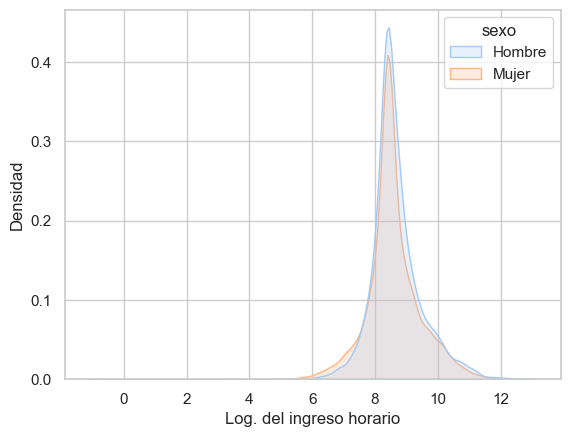 sexo
Hombre
Mujer
Densidad
0.4
0.3
0.2
0.1
0.0
0 2 4 6 8 10 12
Log. del ingreso horario